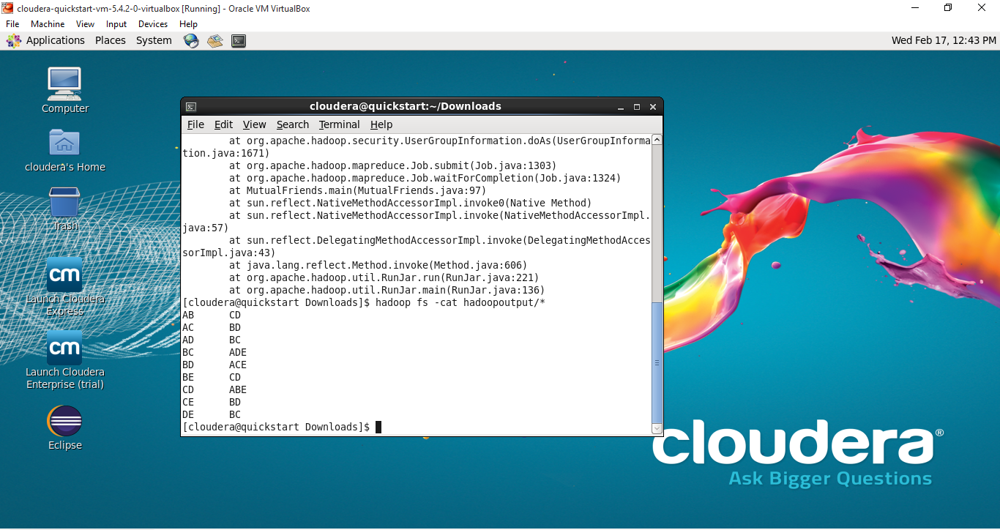 cloudera-quickstart-vm-5.4.2-0-virtualbox [Running] - Oracle VM VirtualBox
File Machine View Input Devices Help
Applications Places System
Wed Feb 17, 12:43 PM
Computer
cloudera's Home
Trash
cm
Launch Cloudera
Express
cm
Launch Cloudera
Enterprise (trial)
Eclipse
cloudera@quickstart:~/Downloads
File Edit View Search Terminal Help
at org.apache.hadoop.security.UserGroupInformation.doAs(UserGroupInforma
tion.java:1671)
at org.apache.hadoop.mapreduce.Job.submit(Job.java:1303)
at org.apache.hadoop.mapreduce.Job.waitForCompletion(Job.java:1324)
at MutualFriends.main(MutualFriends.java:97)
at sun.reflect.NativeMethodAccessorImpl.invoke0(Native Method)
at sun.reflect.NativeMethodAccessorImpl.invoke(NativeMethodAccessorImpl.
java:57)
at sun.reflect.DelegatingMethodAccessorImpl.invoke(DelegatingMethodAcces
sorImpl.java:43)
at java.lang.reflect.Method.invoke(Method.java:606)
at org.apache.hadoop.util.RunJar.run(RunJar.java:221)
at org.apache.hadoop.util.RunJar.main(RunJar.java:136)
[cloudera@quickstart Downloads]$ hadoop fs -cat hadoopoutput/*
AB CD
AC BD
AD BC
BC ADE
BD ACE
BE CD
CD ABE
CE BD
DE BC
[cloudera@quickstart Downloads]$
cloudera®
Ask Bigger Questions